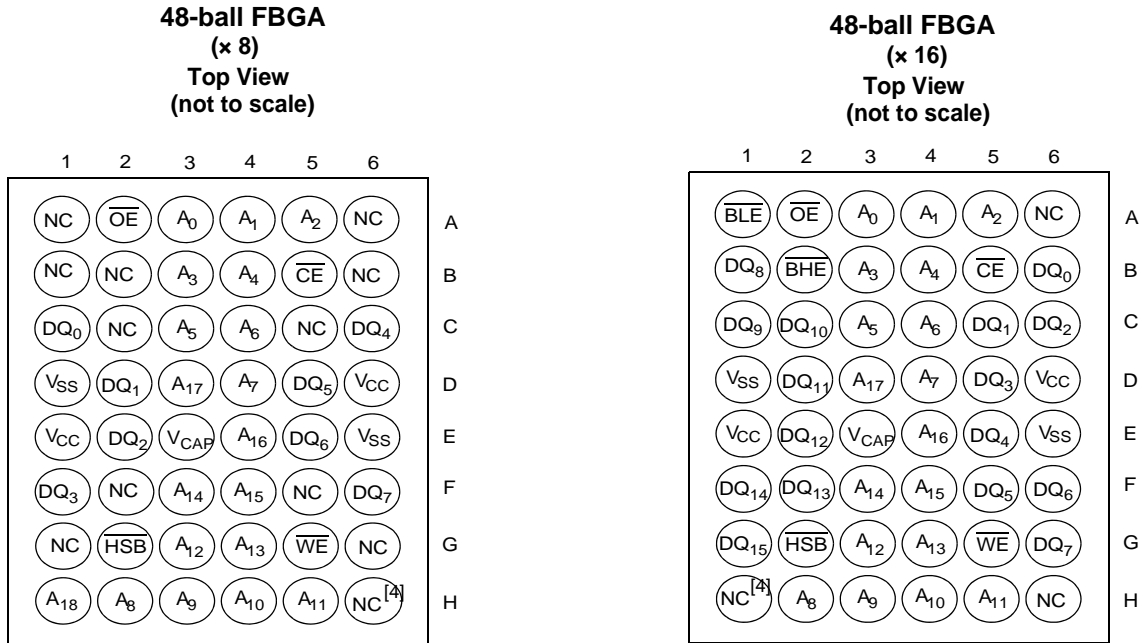 48-ball FBGA
(× 8)
Top View
(not to scale)
1 2 3 4 5 6
NC OE A0 A1 A2 NC A
NC NC A3 A4 CE NC B
DQ0 NC A5 A6 NC DQ4 C
VSS DQ1 A17 A7 DQ5 VCC D
VCC DQ2 VCAP A16 DQ6 VSS E
DQ3 NC A14 A15 NC DQ7 F
NC HSB A12 A13 WE NC G
A18 A8 A9 A10 A11 NC[4] H
48-ball FBGA
(× 16)
Top View
(not to scale)
1 2 3 4 5 6
BLE OE A0 A1 A2 NC A
DQ8 BHE A3 A4 CE DQ0 B
DQ9 DQ10 A5 A6 DQ1 DQ2 C
VSS DQ11 A17 A7 DQ3 VCC D
VCC DQ12 VCAP A16 DQ4 VSS E
DQ14 DQ13 A14 A15 DQ5 DQ6 F
DQ15 HSB A12 A13 WE DQ7 G
NC[4] A8 A9 A10 A11 NC H